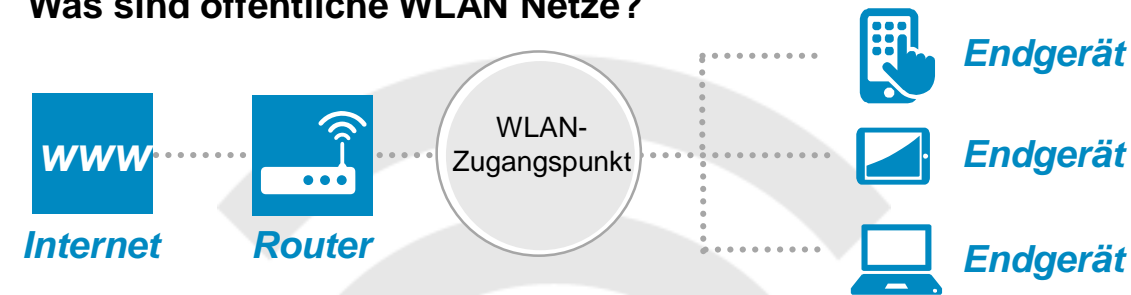 Was sind öffentliche WLAN Netze?
www
Internet
Router
WLAN-
Zugangspunkt
Endgerät
Endgerät
Endgerät